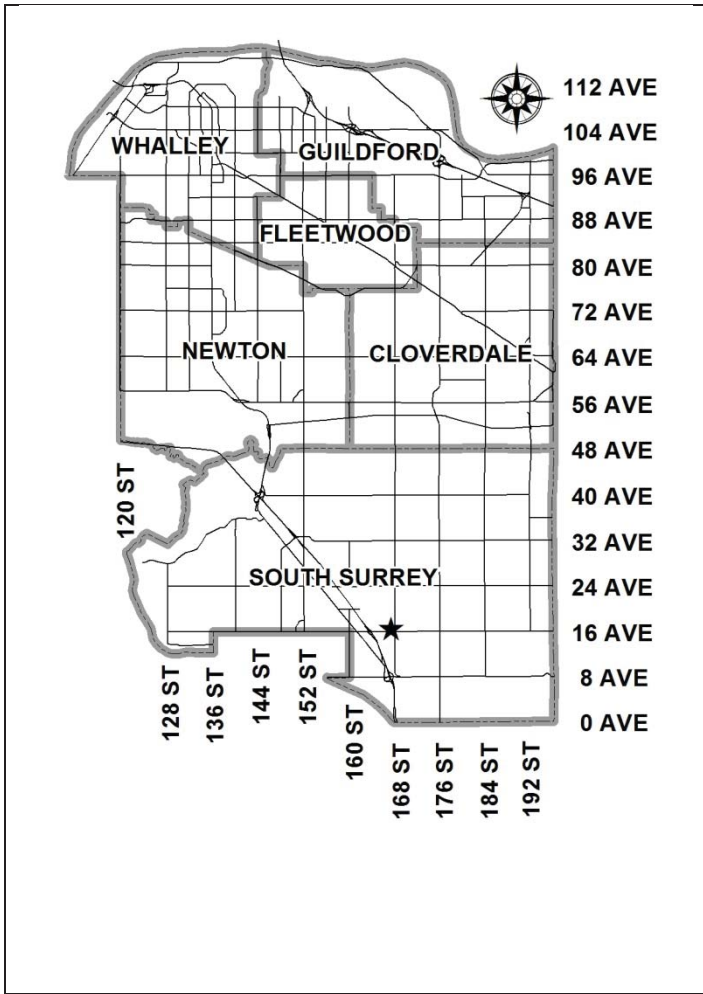 112 AVE
104 AVE
WHALLEY
GUILDFORD
96 AVE
88 AVE
FLEETWOOD
80 AVE
72 AVE
NEWTON
CLOVERDALE
64 AVE
56 AVE
48 AVE
120 ST
40 AVE
32 AVE
SOUTH SURREY
24 AVE
16 AVE
8 AVE
0 AVE
128 ST
136 ST
144 ST
152 ST
160 ST
168 ST
176 ST
184 ST
192 ST